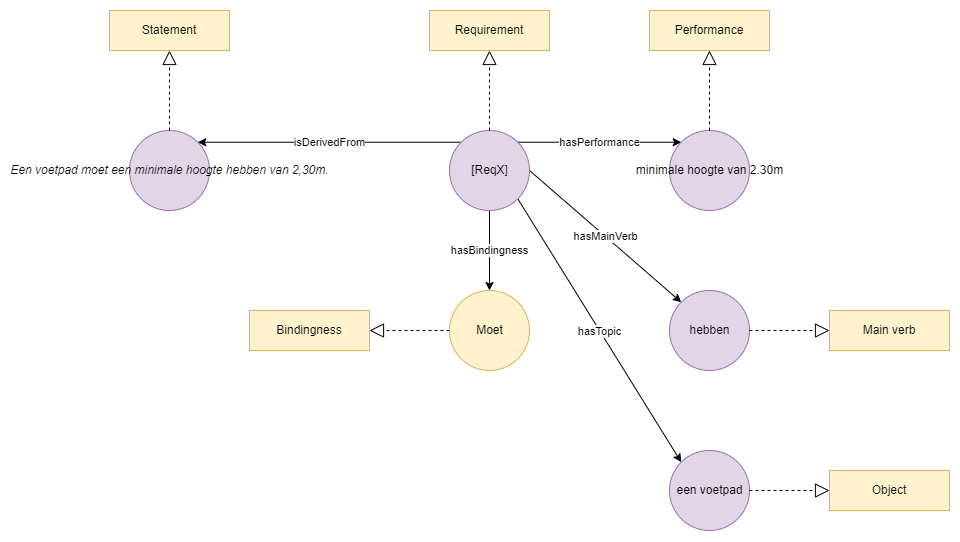 Statement
Requirement
Performance
isDerivedFrom
hasPerformance
Een voetpad moet een minimale hoogte hebben van 2,30m.
[ReqX]
minimale hoogte van 2.30m
hasMainVerb
hasBindingness
Bindingness
Moet
hasTopic
hebben
Main verb
een voetpad
Object